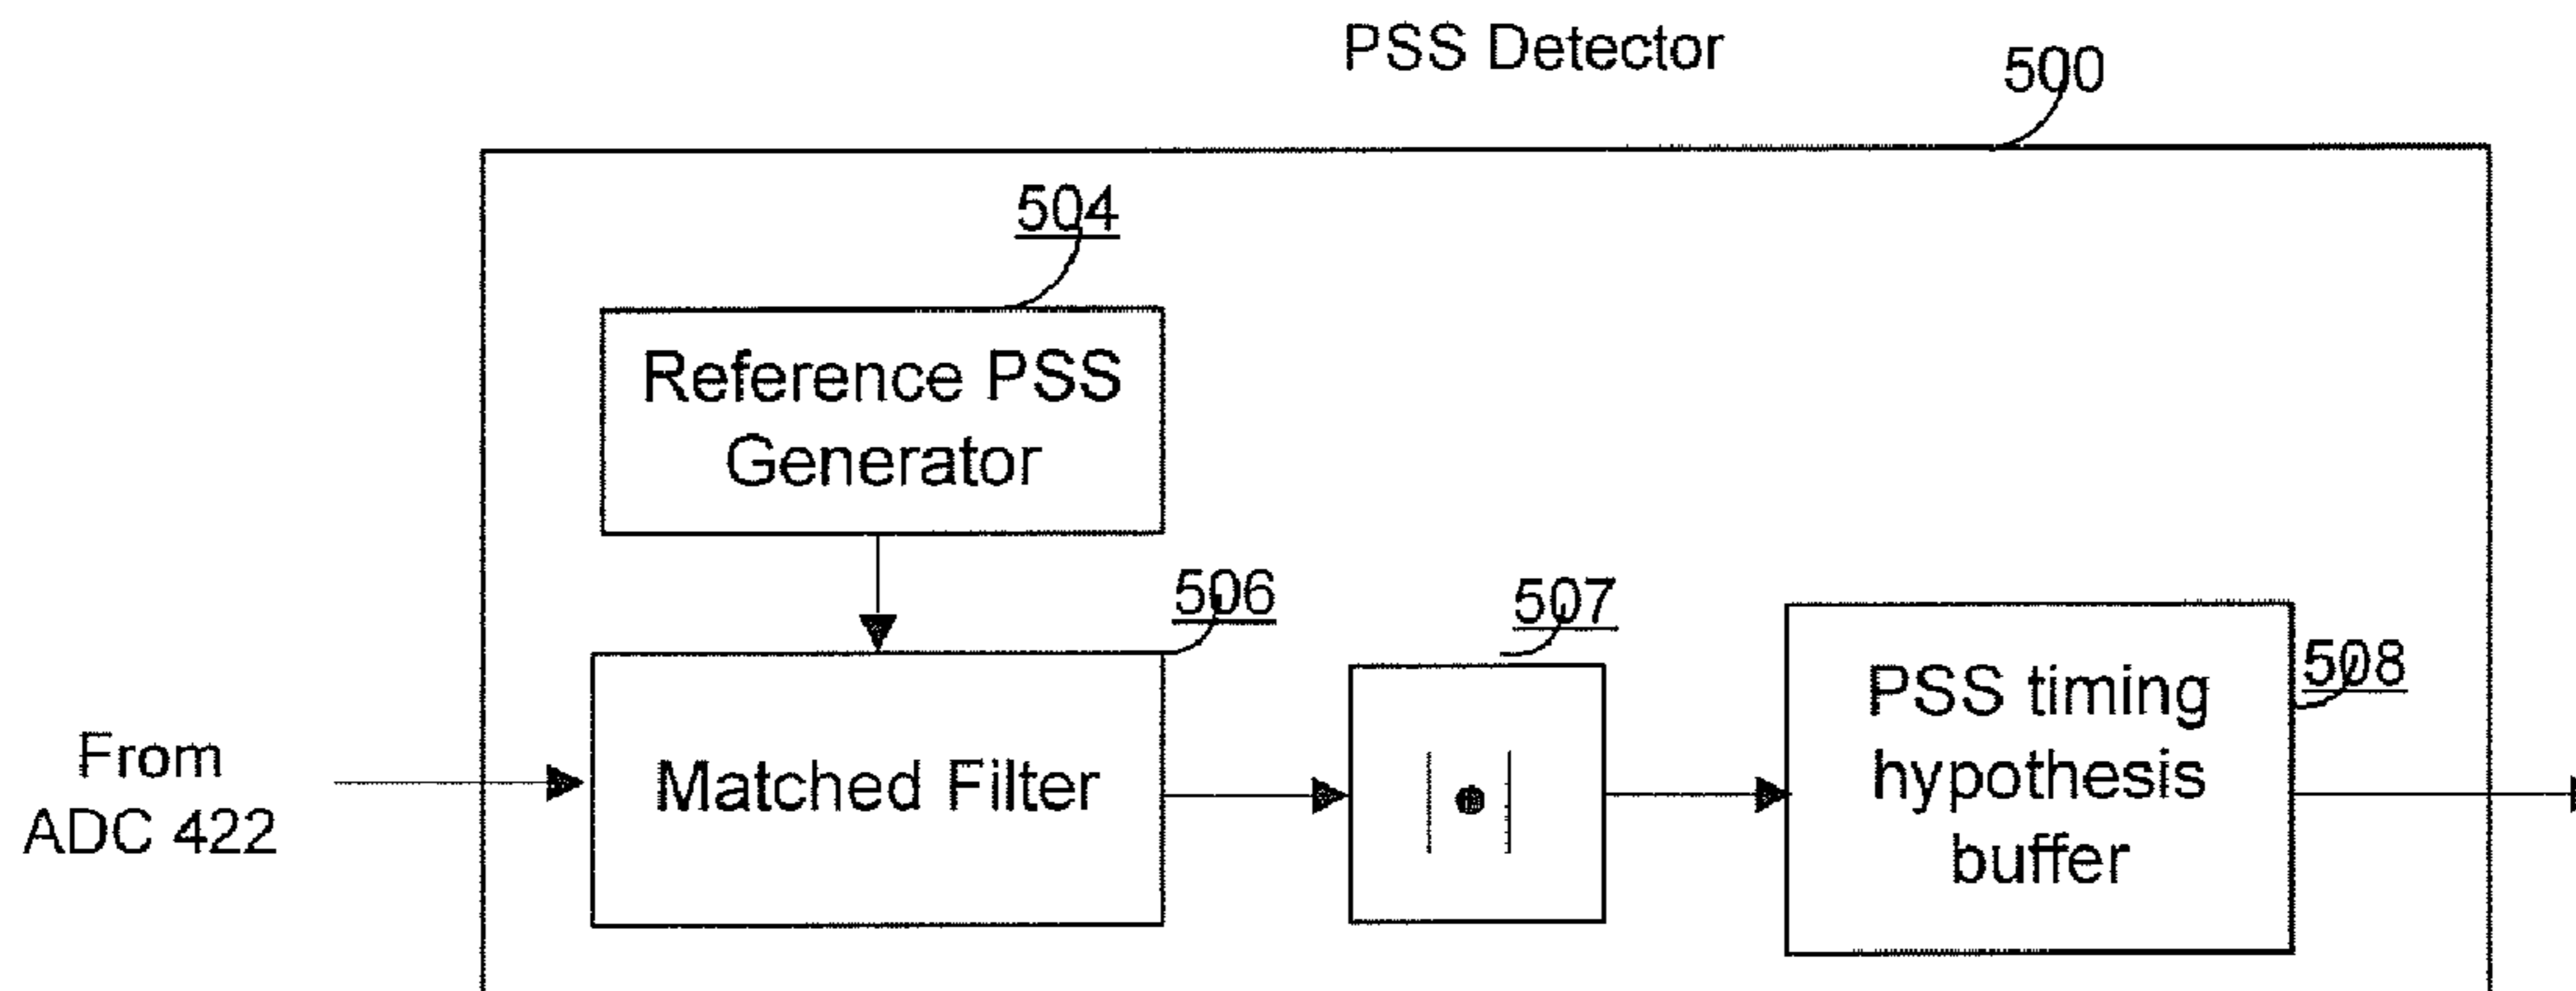 PSS Detector
500
504
Reference PSS
Generator
506
507
508
From
ADC 422
Matched Filter
| • |
PSS timing
hypothesis
buffer